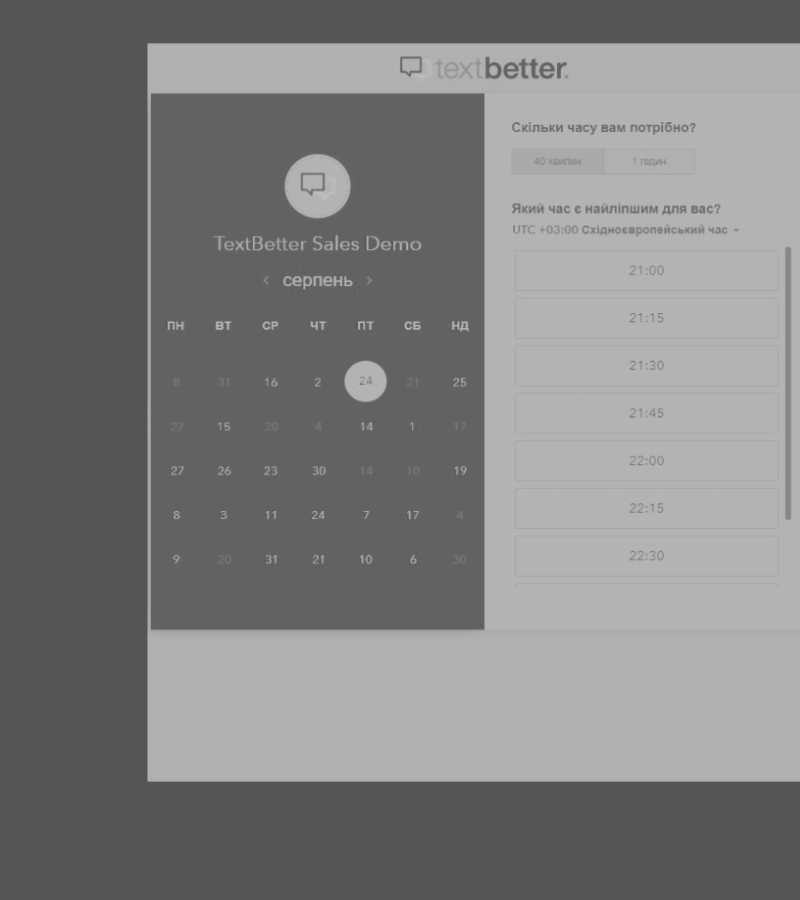 textbetter.
TextBetter Sales Demo
< серпень >
ПН ВТ СР ЧТ ПТ СБ НД
8 31 16 2 24 21 25
27 15 20 4 14 1 17
27 26 23 30 14 10 19
8 3 11 24 7 17 4
9 20 31 21 10 6 30
Скільки часу вам потрібно?
40 хвилин 1 годин
Який час є найліпшим для вас?
UTC +03:00 Східноєвропейський час
21:00
21:15
21:30
21:45
22:00
22:15
22:30